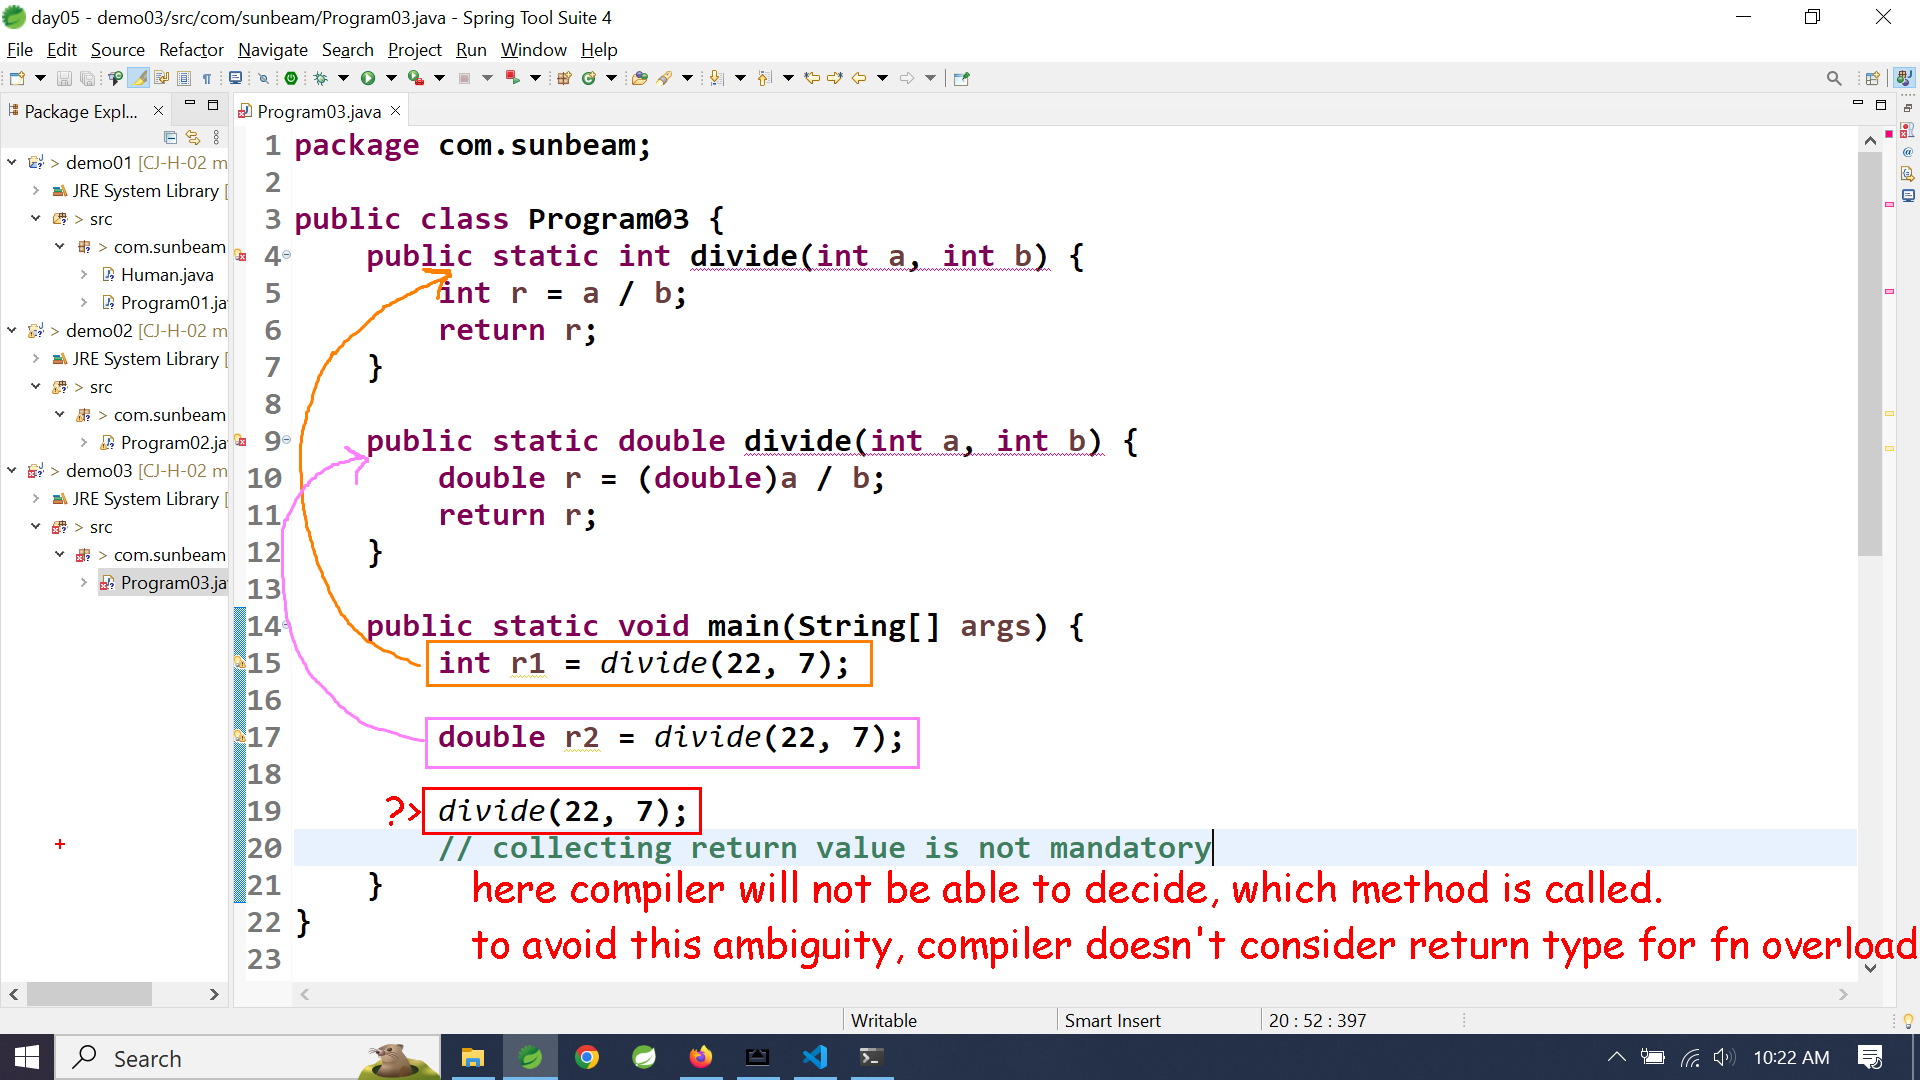 day05 - demo03/src/com/sunbeam/Program03.java - Spring Tool Suite 4
File Edit Source Refactor Navigate Search Project Run Window Help
Package Expl...
Program03.java
demo01 [CJ-H-02 m
JRE System Library [
src
com.sunbeam
Human.java
Program01.ja
demo02 [CJ-H-02 m
JRE System Library [
src
com.sunbeam
Program02.j
demo03 [CJ-H-02 m
JRE System Library [
src
com.sunbeam
Program03.ja
1 package com.sunbeam;
2
3 public class Program03 {
4 public static int divide(int a, int b) {
5 int r = a / b;
6 return r;
7 }
8
9 public static double divide(int a, int b) {
10 double r = (double)a / b;
11 return r;
12 }
13
14 public static void main(String[] args) {
15 int r1 = divide(22, 7);
16
17 double r2 = divide(22, 7);
18
19 ?> divide(22, 7);
20 // collecting return value is not mandatory
21 }
here compiler will not be able to decide, which method is called.
22 }
to avoid this ambiguity, compiler doesn't consider return type for fn overload
23
Writable
Smart Insert
20 : 52 : 397
Search
10:22 AM